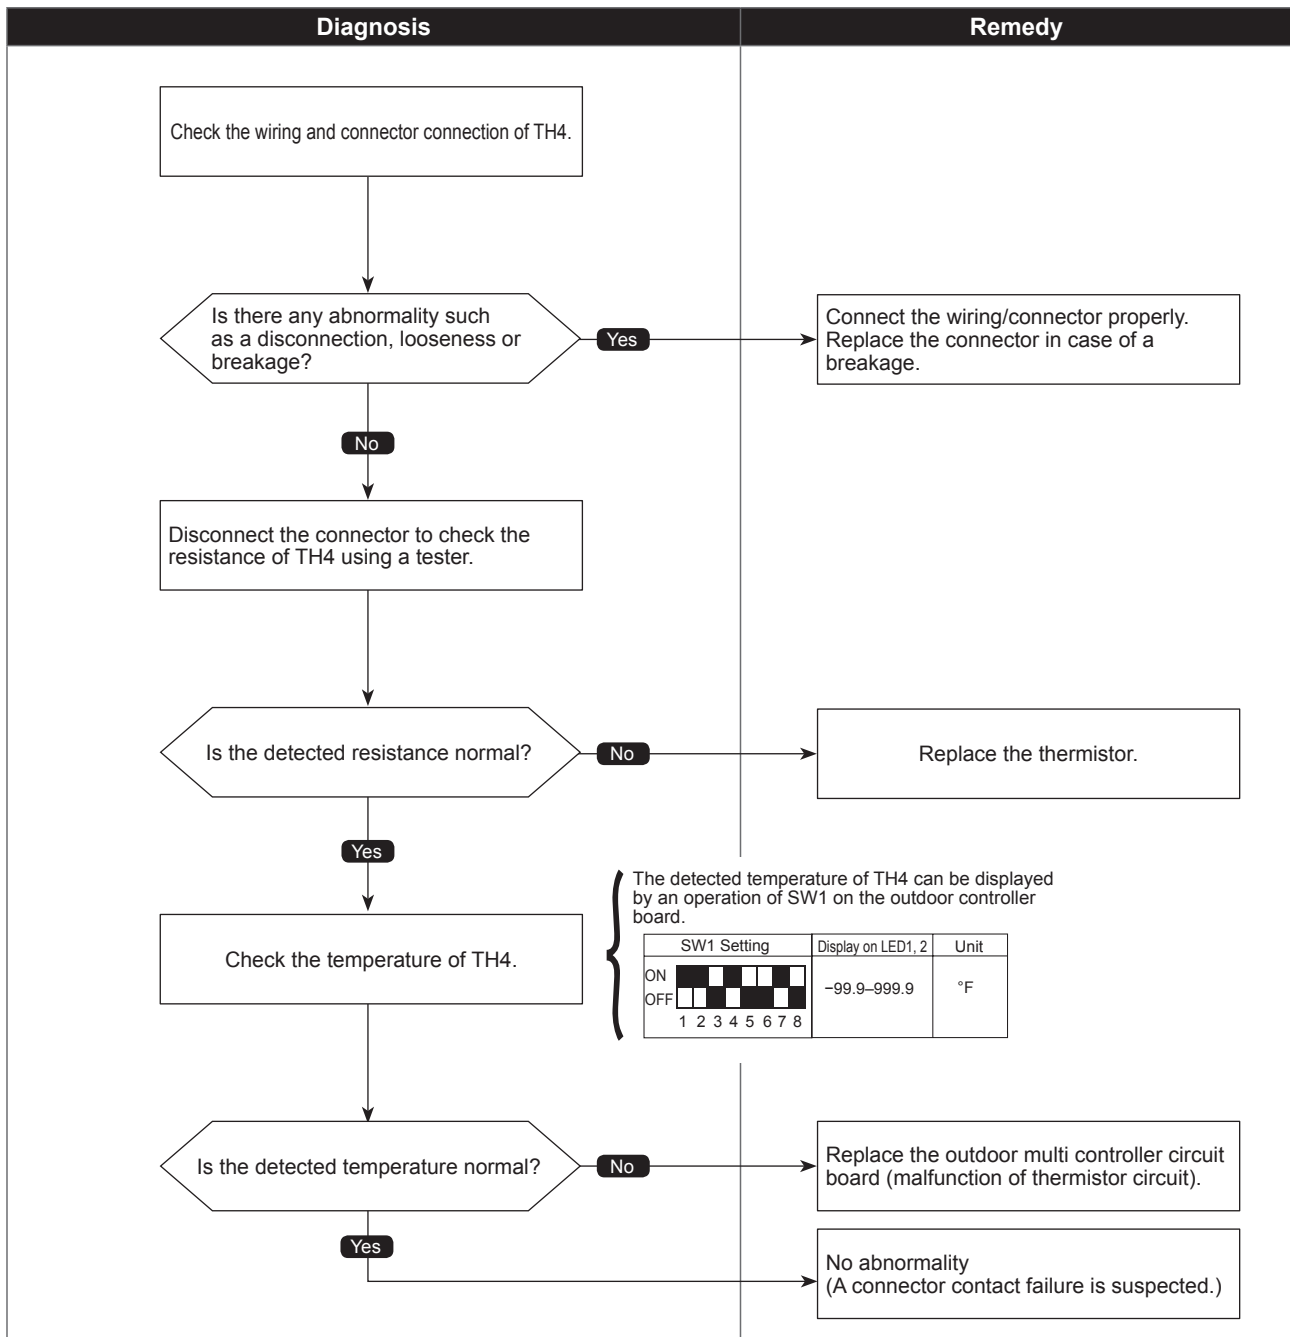 Diagnosis
Remedy
Check the wiring and connector connection of TH4.
Is there any abnormality such
as a disconnection, looseness or
breakage?
Yes
Connect the wiring/connector properly.
Replace the connector in case of a
breakage.
No
Disconnect the connector to check the
resistance of TH4 using a tester.
Is the detected resistance normal?
No
Replace the thermistor.
Yes
Check the temperature of TH4.
The detected temperature of TH4 can be displayed
by an operation of SW1 on the outdoor controller
board.
SW1 Setting
Display on LED1, 2
Unit
ON
OFF
1 2 3 4 5 6 7 8
−99.9–999.9
°F
Is the detected temperature normal?
No
Replace the outdoor multi controller circuit
board (malfunction of thermistor circuit).
Yes
No abnormality
(A connector contact failure is suspected.)